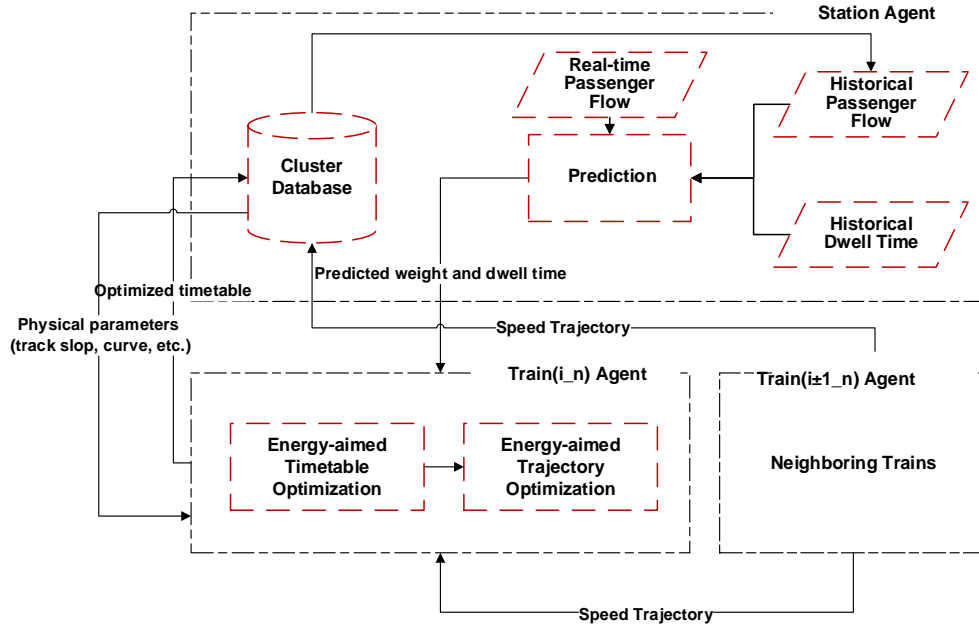 Station Agent
Real-time
Passenger
Flow
Historical
Passenger
Flow
Cluster
Database
Prediction
Historical
Dwell Time
Predicted weight and dwell time
Optimized timetable
Physical parameters
(track slop, curve, etc.)
Speed Trajectory
Train(i_n) Agent
Train(i±1_n) Agent
Energy-aimed
Timetable
Optimization
Energy-aimed
Trajectory
Optimization
Neighboring Trains
Speed Trajectory